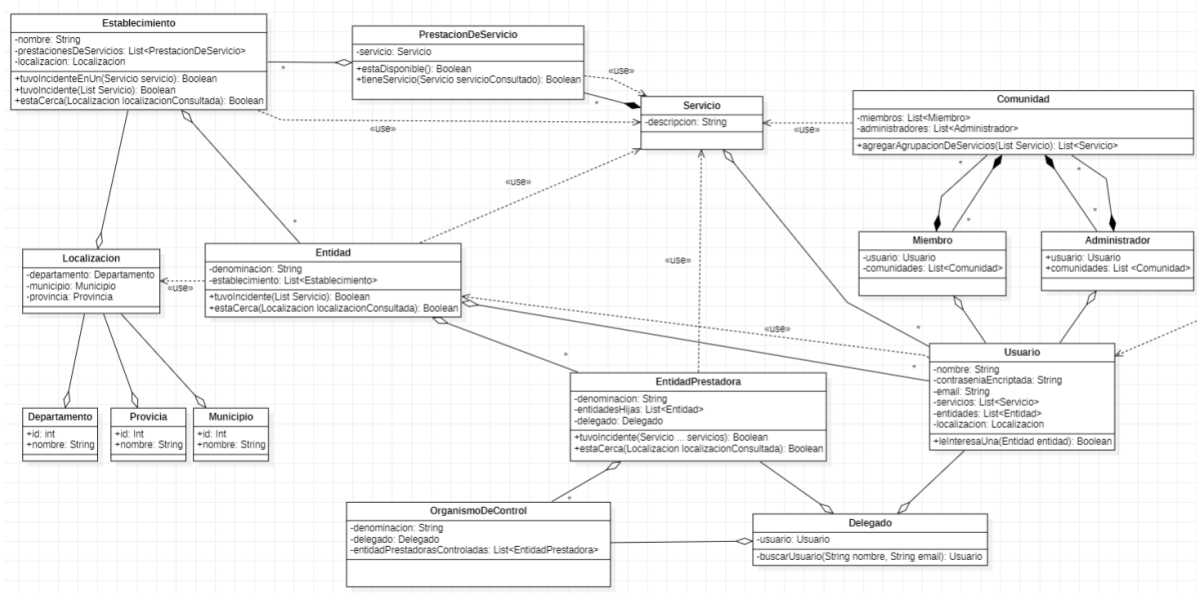 Establecimiento
-nombre: String
-prestacionesDeServicios: List<PrestacionDeServicio>
-localizacion: Localizacion
+tuvoIncidenteEnUn(Servicio servicio): Boolean
+tuvoIncidente(List Servicio): Boolean
+estaCerca(Localizacion localizacionConsultada): Boolean
*
PrestacionDeServicio
-servicio: Servicio
+estaDisponible(): Boolean
+tieneServicio(Servicio servicioConsultado): Boolean
«use»
*
Servicio
-descripcion: String
«use»
«use»
Comunidad
-miembros: List<Miembro>
-administradores: List<Administrador>
+agregarAgrupacionDeServicios(List Servicio): List<Servicio>
*
*
*
*
«use»
Miembro
-usuario: Usuario
-comunidades: List<Comunidad>
Administrador
+usuario: Usuario
+comunidades: List <Comunidad>
*
Entidad
-denominacion: String
-establecimiento: List<Establecimiento>
+tuvoIncidente(List Servicio): Boolean
+estaCerca(Localizacion localizacionConsultada): Boolean
Localizacion
-departamento: Departamento
-municipio: Municipio
-provincia: Provincia
«use»
«use»
«use»
*
*
*
Usuario
-nombre: String
-contraseniaEncriptada: String
-email: String
-servicios: List<Servicio>
-entidades: List<Entidad>
-localizacion: Localizacion
+leInteresaUna(Entidad entidad): Boolean
EntidadPrestadora
-denominacion: String
-entidadesHijas: List<Entidad>
-delegado: Delegado
+tuvoIncidente(Servicio ... servicios): Boolean
+estaCerca(Localizacion localizacionConsultada): Boolean
Departamento
+id: int
+nombre: String
Provicia
+id: Int
+nombre: String
Municipio
+id: Int
+nombre: String
*
OrganismoDeControl
-denominacion: String
-delegado: Delegado
-entidadPrestadorasControladas: List<EntidadPrestadora>
Delegado
-usuario: Usuario
-buscarUsuario(String nombre, String email): Usuario